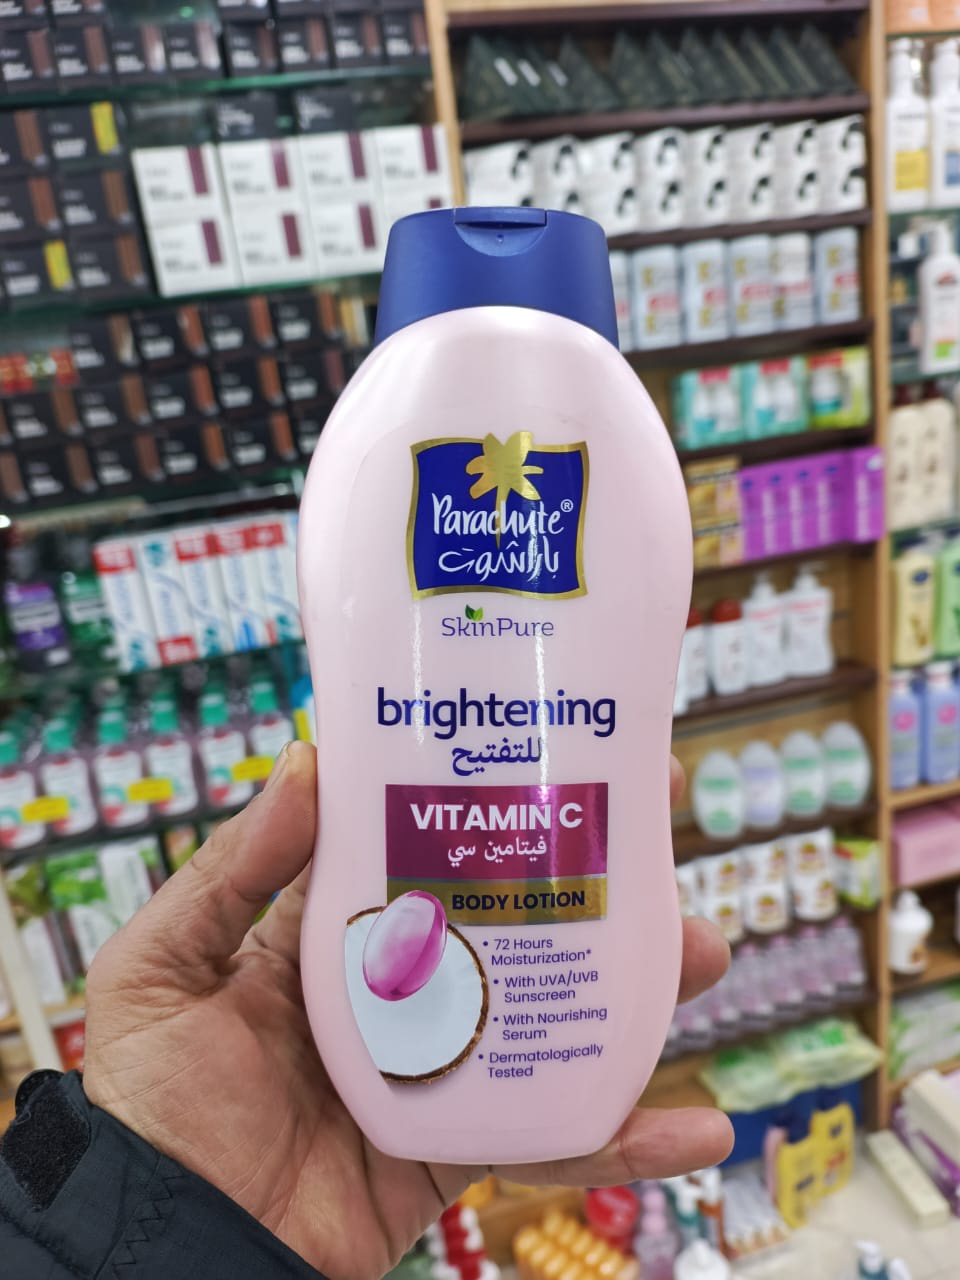 Parachute®
باراشوت
SkinPure
brightening
للتفتيح
VITAMIN C
فيتامين سي
BODY LOTION
• 72 Hours
Moisturization*
• With UVA/UVB
Sunscreen
• With Nourishing
Serum
• Dermatologically
Tested